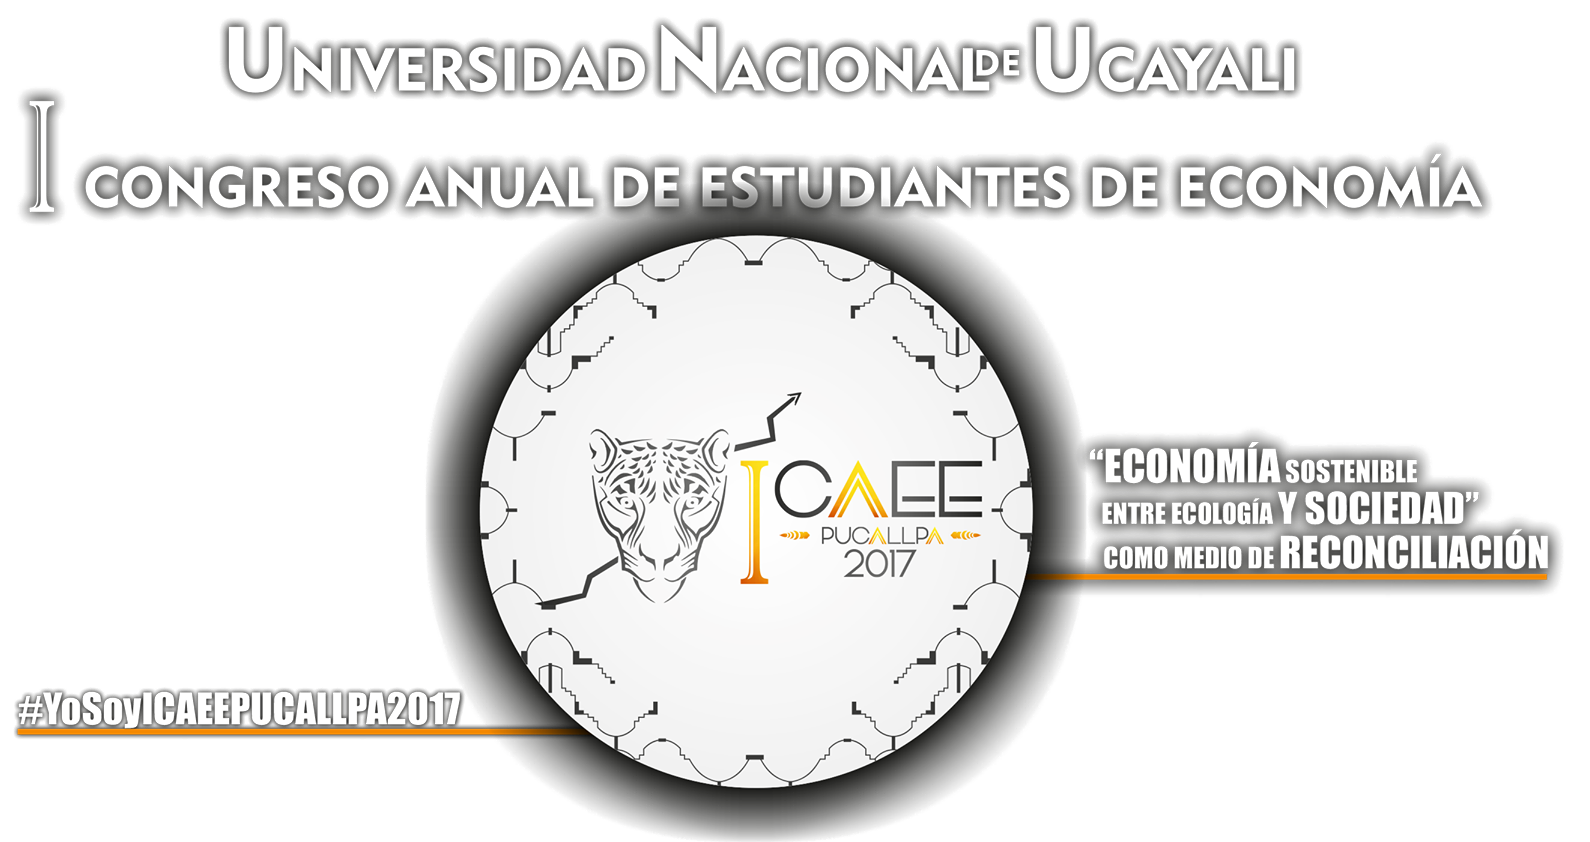 UNIVERSIDAD NACIONAL DE UCAYALI
I CONGRESO ANUAL DE ESTUDIANTES DE ECONOMÍA
I CAEE
PUCALLPA
2017
“ECONOMÍA SOSTENIBLE
ENTRE ECOLOGÍA Y SOCIEDAD”
COMO MEDIO DE RECONCILIACIÓN
#YoSoyICAEEPUCALLPA2017